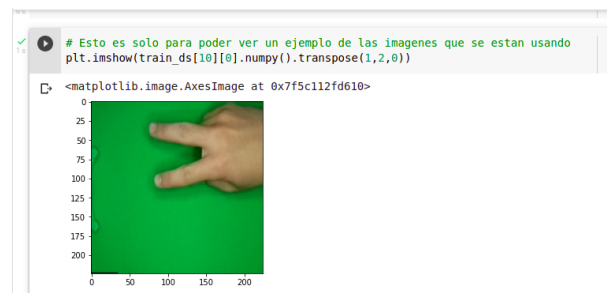 # Esto es solo para poder ver un ejemplo de las imagenes que se estan usando
plt.imshow(train_ds[10][0].numpy().transpose(1,2,0))
<matplotlib.image.AxesImage at 0x7f5c112fd610>
0
25
50
75
100
125
150
175
200
0 50 100 150 200